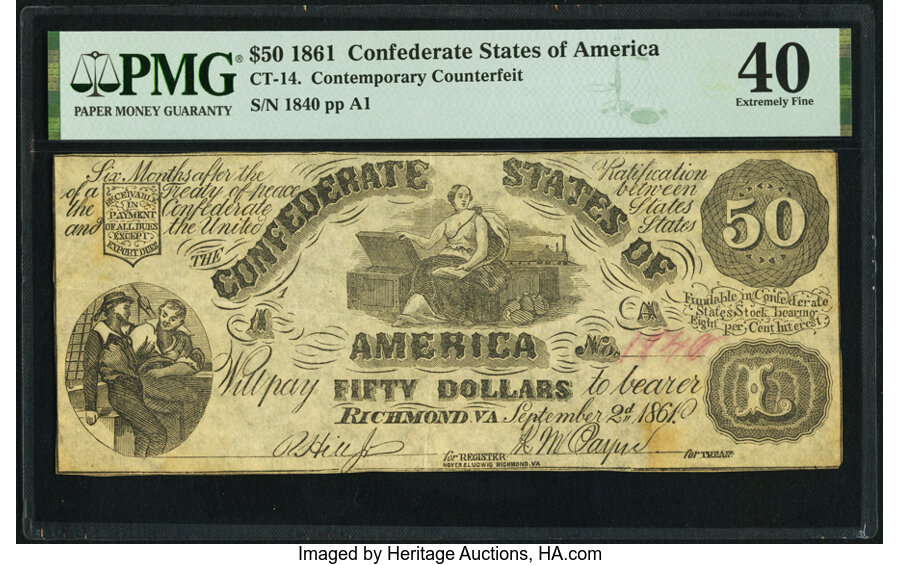 PMG®
PAPER MONEY GUARANTY
$50 1861 Confederate States of America
CT-14. Contemporary Counterfeit
S/N 1840 pp A1
40
Extremely Fine
Six Months after the Ratification
of a Treaty of peace between
the Confederate States
and the United States
RECEIVABLE
IN
PAYMENT
OF ALL DUES
EXCEPT
EXPORT DUES
THE
CONFEDERATE STATES OF
AMERICA
50
1
A
A
Fundable in Confederate
States Stock bearing
Eight per Cent Interest
No. 1840
Will pay FIFTY DOLLARS to bearer
RICHMOND, VA September 2d. 1861
L
for REGISTER
for TREASR.
HOYER & LUDWIG RICHMOND, VA
Imaged by Heritage Auctions, HA.com